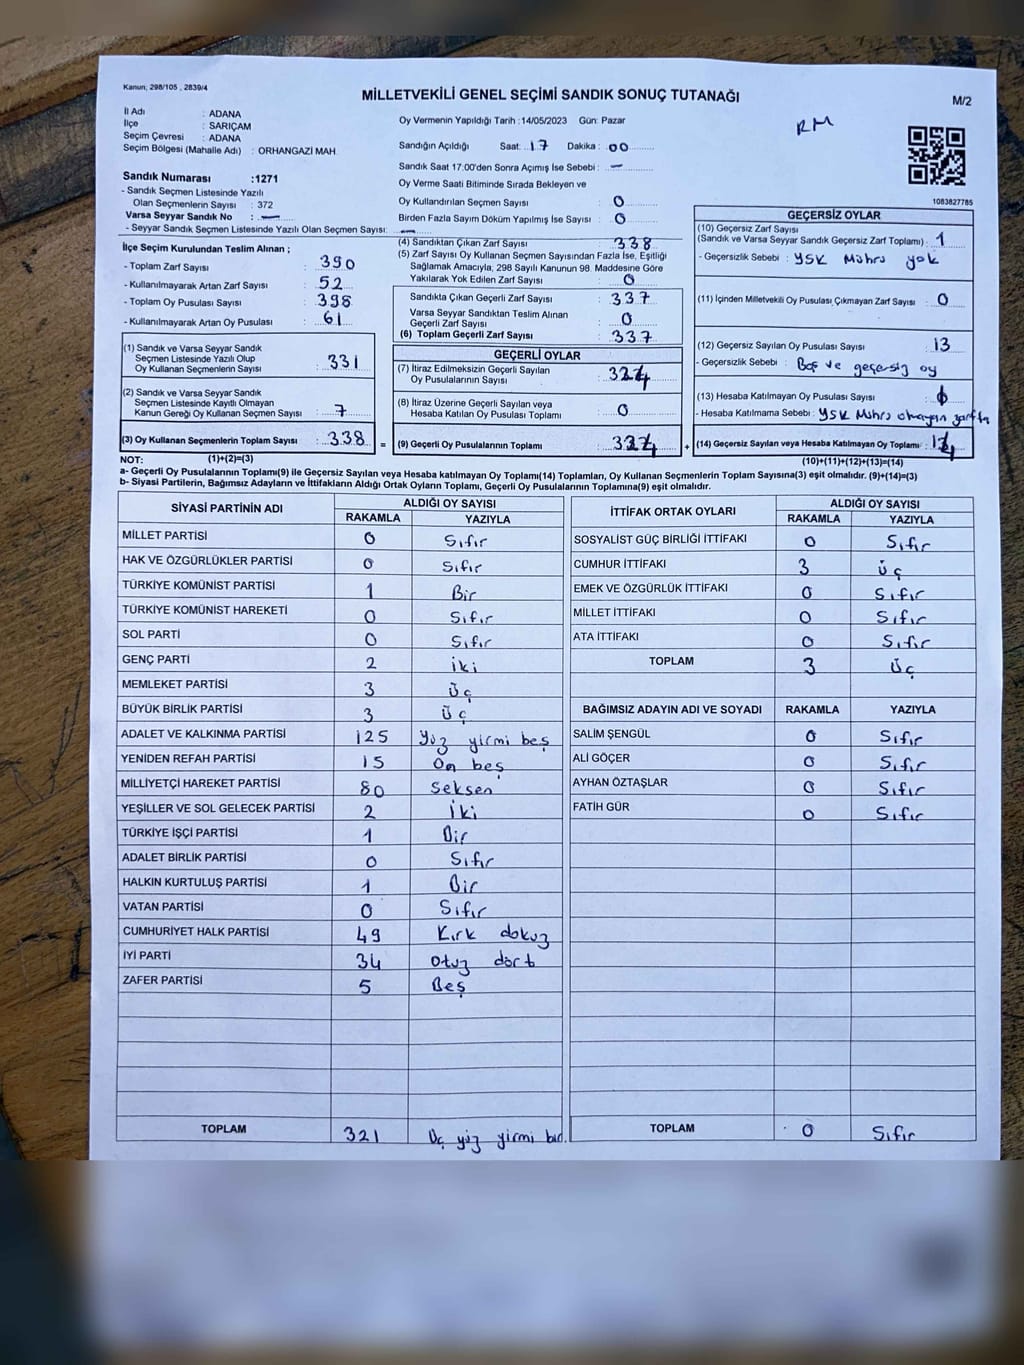 Kanun; 298/105 , 2839/4
MİLLETVEKİLİ GENEL SEÇİMİ SANDIK SONUÇ TUTANAĞI
M/2
RM
İl Adı : ADANA
İlçe : SARIÇAM
Seçim Çevresi : ADANA
Seçim Bölgesi (Mahalle Adı) : ORHANGAZİ MAH.
Sandık Numarası :1271
- Sandık Seçmen Listesinde Yazılı
Olan Seçmenlerin Sayısı : 372
Varsa Seyyar Sandık No : —
- Seyyar Sandık Seçmen Listesinde Yazılı Olan Seçmen Sayısı: —
Oy Vermenin Yapıldığı Tarih :14/05/2023 Gün: Pazar
Sandığın Açıldığı Saat: 17 Dakika: 00
Sandık Saat 17:00'den Sonra Açımış İse Sebebi : —
Oy Verme Saati Bitiminde Sırada Bekleyen ve
Oy Kullandırılan Seçmen Sayısı : 0
Birden Fazla Sayım Döküm Yapılmış İse Sayısı : 0
1083827785
İlçe Seçim Kurulundan Teslim Alınan ;
- Toplam Zarf Sayısı : 390
- Kullanılmayarak Artan Zarf Sayısı : 52
- Toplam Oy Pusulası Sayısı : 398
- Kullanılmayarak Artan Oy Pusulası : 61
(1) Sandık ve Varsa Seyyar Sandık
Seçmen Listesinde Yazılı Olup
Oy Kullanan Seçmenlerin Sayısı : 331
(2) Sandık ve Varsa Seyyar Sandık
Seçmen Listesinde Kayıtlı Olmayan
Kanun Gereği Oy Kullanan Seçmen Sayısı : 7
(3) Oy Kullanan Seçmenlerin Toplam Sayısı : 338 =
(4) Sandıktan Çıkan Zarf Sayısı : 338
(5) Zarf Sayısı Oy Kullanan Seçmen Sayısından Fazla İse, Eşitliği
Sağlamak Amacıyla, 298 Sayılı Kanunun 98. Maddesine Göre
Yakılarak Yok Edilen Zarf Sayısı : 0
Sandıkta Çıkan Geçerli Zarf Sayısı : 337
Varsa Seyyar Sandıktan Teslim Alınan
Geçerli Zarf Sayısı : 0
(6) Toplam Geçerli Zarf Sayısı : 337
GEÇERLİ OYLAR
(7) İtiraz Edilmeksizin Geçerli Sayılan
Oy Pusulalarının Sayısı : 324
(8) İtiraz Üzerine Geçerli Sayılan veya
Hesaba Katılan Oy Pusulası Toplamı : 0
(9) Geçerli Oy Pusulalarının Toplamı : 324 +
GEÇERSİZ OYLAR
(10) Geçersiz Zarf Sayısı
(Sandık ve Varsa Seyyar Sandık Geçersiz Zarf Toplamı) : 1
- Geçersizlik Sebebi : YSK Mührü yok
(11) İçinden Milletvekili Oy Pusulası Çıkmayan Zarf Sayısı : 0
(12) Geçersiz Sayılan Oy Pusulası Sayısı : 13
- Geçersizlik Sebebi : Boş ve geçersiz oy
(13) Hesaba Katılmayan Oy Pusulası Sayısı :
- Hesaba Katılmama Sebebi : YSK Mührü olmayan zarfta
(14) Geçersiz Sayılan veya Hesaba Katılmayan Oy Toplamı : 14
NOT: (1)+(2)=(3)
(10)+(11)+(12)+(13)=(14)
a- Geçerli Oy Pusulalarının Toplamı(9) ile Geçersiz Sayılan veya Hesaba katılmayan Oy Toplamı(14) Toplamları, Oy Kullanan Seçmenlerin Toplam Sayısına(3) eşit olmalıdır. (9)+(14)=(3)
b- Siyasi Partilerin, Bağımsız Adayların ve İttifakların Aldığı Oy Sayıları Toplamı, Geçerli Oy Pusulalarının Toplamına(9) eşit olmalıdır.
SİYASİ PARTİNİN ADI
ALDIĞI OY SAYISI
RAKAMLA YAZIYLA
MİLLET PARTİSİ 0 Sıfır
HAK VE ÖZGÜRLÜKLER PARTİSİ 0 Sıfır
TÜRKİYE KOMÜNİST PARTİSİ 1 Bir
TÜRKİYE KOMÜNİST HAREKETİ 0 Sıfır
SOL PARTİ 0 Sıfır
GENÇ PARTİ 2 İki
MEMLEKET PARTİSİ 3 Üç
BÜYÜK BİRLİK PARTİSİ 3 Üç
ADALET VE KALKINMA PARTİSİ 125 Yüz yirmi beş
YENİDEN REFAH PARTİSİ 15 On beş
MİLLİYETÇİ HAREKET PARTİSİ 80 Seksen
YEŞİLLER VE SOL GELECEK PARTİSİ 2 İki
TÜRKİYE İŞÇİ PARTİSİ 1 Bir
ADALET BİRLİK PARTİSİ 0 Sıfır
HALKIN KURTULUŞ PARTİSİ 1 Bir
VATAN PARTİSİ 0 Sıfır
CUMHURİYET HALK PARTİSİ 49 Kırk dokuz
İYİ PARTİ 34 Otuz dört
ZAFER PARTİSİ 5 Beş
TOPLAM 321 Üç yüz yirmi bir
İTTİFAK ORTAK OYLARI
ALDIĞI OY SAYISI
RAKAMLA YAZIYLA
SOSYALİST GÜÇ BİRLİĞİ İTTİFAKI 0 Sıfır
CUMHUR İTTİFAKI 3 Üç
EMEK VE ÖZGÜRLÜK İTTİFAKI 0 Sıfır
MİLLET İTTİFAKI 0 Sıfır
ATA İTTİFAKI 0 Sıfır
TOPLAM 3 Üç
BAĞIMSIZ ADAYIN ADI VE SOYADI RAKAMLA YAZIYLA
SALİM ŞENGÜL 0 Sıfır
ALİ GÖÇER 0 Sıfır
AYHAN ÖZTAŞLAR 0 Sıfır
FATİH GÜR 0 Sıfır
TOPLAM 0 Sıfır